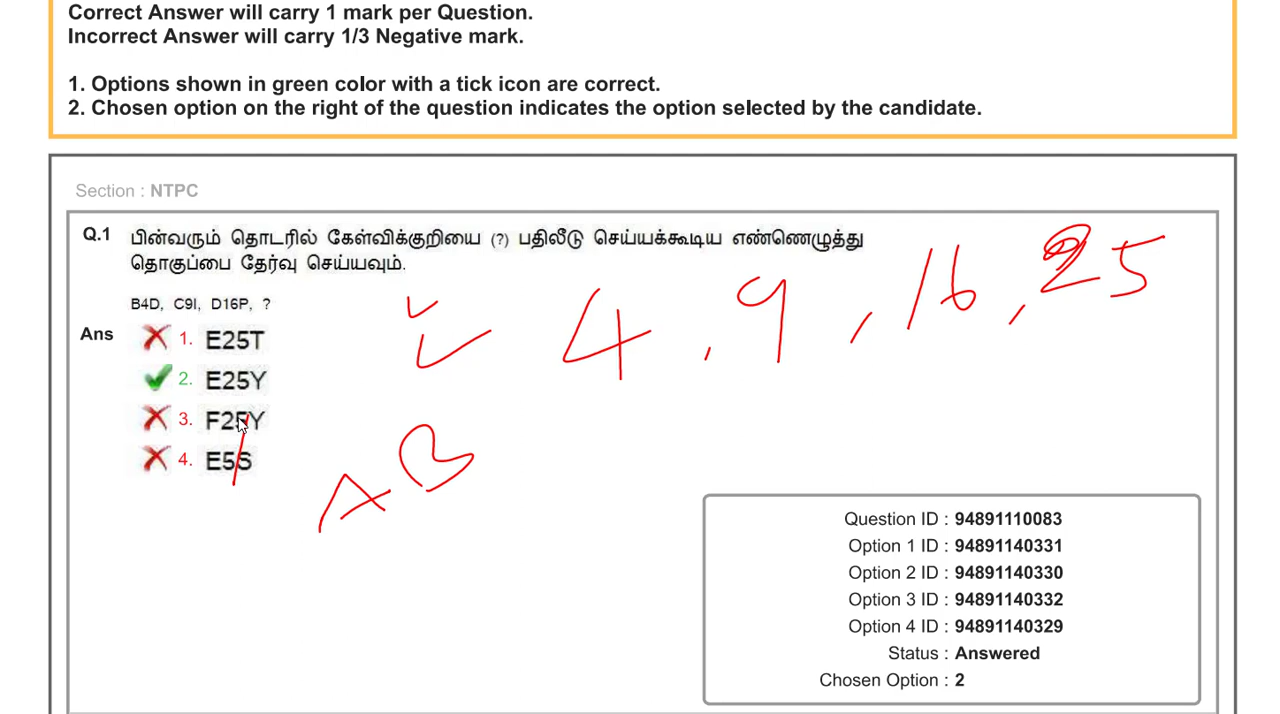 Correct Answer will carry 1 mark per Question.
Incorrect Answer will carry 1/3 Negative mark.
1. Options shown in green color with a tick icon are correct.
2. Chosen option on the right of the question indicates the option selected by the candidate.
Section : NTPC
Q.1 பின்வரும் தொடரில் கேள்விக்குறியை (?) பதிலீடு செய்யக்கூடிய எண்ணெழுத்து
தொகுப்பை தேர்வு செய்யவும்.
B4D, C9I, D16P, ?
4, 9, 16, 25
Ans 1. E25T
2. E25Y
3. F25Y
4. E5S
AB
Question ID : 94891110083
Option 1 ID : 94891140331
Option 2 ID : 94891140330
Option 3 ID : 94891140332
Option 4 ID : 94891140329
Status : Answered
Chosen Option : 2